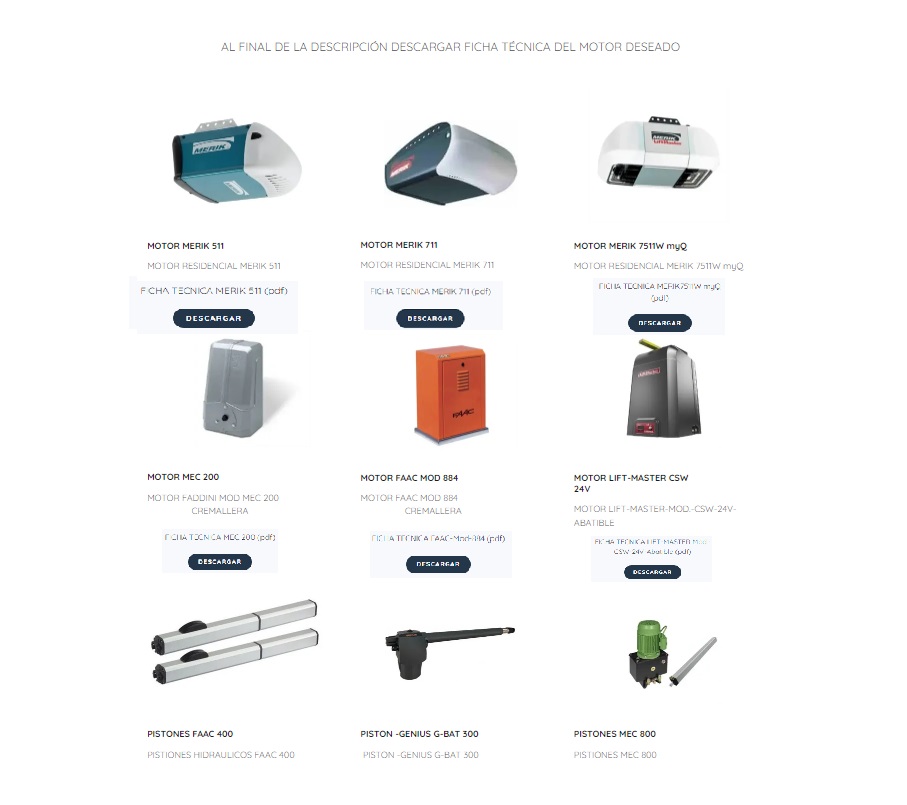 AL FINAL DE LA DESCRIPCIÓN DESCARGAR FICHA TÉCNICA DEL MOTOR DESEADO
MERIK
MERIK
MERIK
MOTOR MERIK 511
MOTOR RESIDENCIAL MERIK 511
FICHA TECNICA MERIK 511 (pdf)
DESCARGAR
MOTOR MERIK 711
MOTOR RESIDENCIAL MERIK 711
FICHA TECNICA MERIK 711 (pdf)
DESCARGAR
MOTOR MERIK 7511W myQ
MOTOR RESIDENCIAL MERIK 7511W myQ
FICHA TECNICA MERIK7511W myQ
(pdf)
DESCARGAR
FAAC
MOTOR MEC 200
MOTOR FADDINI MOD MEC 200
CREMALLERA
FICHA TECNICA MEC 200 (pdf)
DESCARGAR
MOTOR FAAC MOD 884
MOTOR FAAC MOD 884
CREMALLERA
FICHA TECNICA FAAC-Mod-884 (pdf)
DESCARGAR
MOTOR LIFT-MASTER CSW
24V
MOTOR LIFT-MASTER-MOD.-CSW-24V-
ABATIBLE
FICHA TECNICA LIFT-MASTER Mod-
CSW-24V-Abatible (pdf)
DESCARGAR
PISTONES FAAC 400
PISTIONES HIDRAULICOS FAAC 400
PISTON -GENIUS G-BAT 300
PISTON -GENIUS G-BAT 300
PISTONES MEC 800
PISTIONES MEC 800